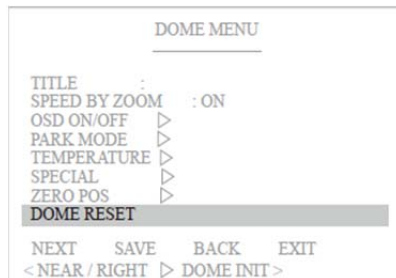 DOME MENU
TITLE :
SPEED BY ZOOM : ON
OSD ON/OFF ▷
PARK MODE ▷
TEMPERATURE ▷
SPECIAL ▷
ZERO POS ▷
DOME RESET
NEXT SAVE BACK EXIT
< NEAR / RIGHT ▷ DOME INIT >